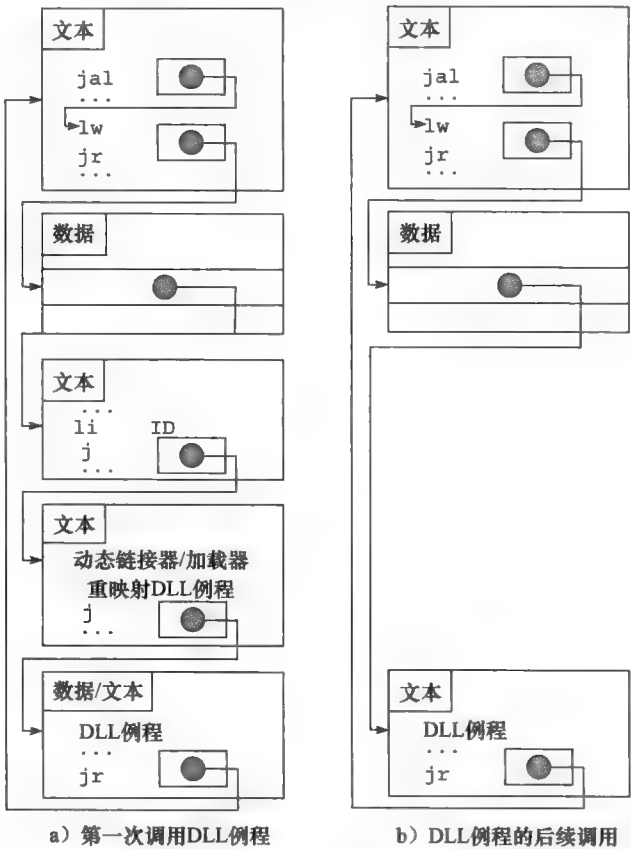 文本
jal
...
lw
jr
...
数据
文本
...
li ID
j
...
文本
动态链接器/加载器
重映射DLL例程
j
...
数据/文本
DLL例程
...
jr
a）第一次调用DLL例程
文本
jal
...
lw
jr
...
数据
文本
DLL例程
...
jr
b）DLL例程的后续调用